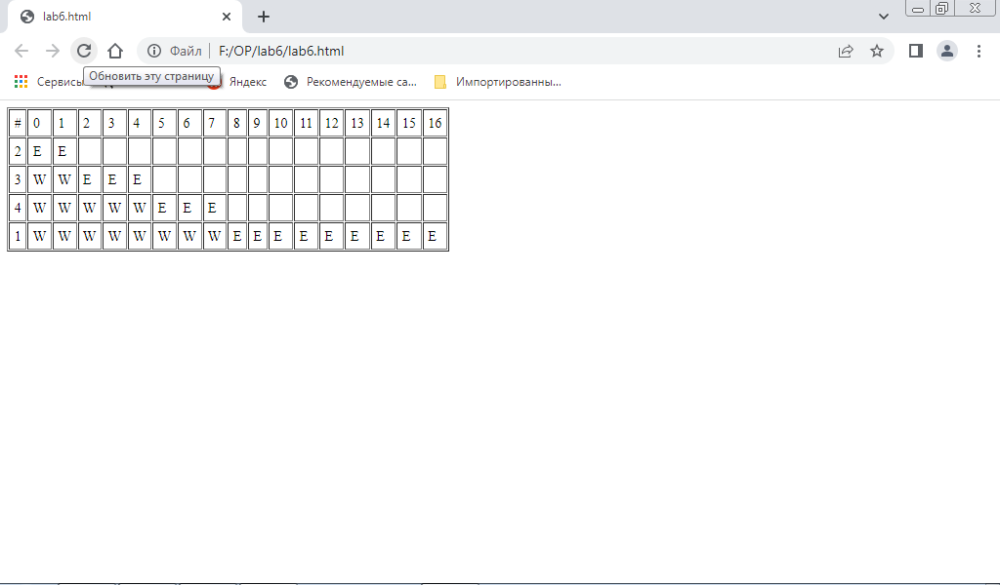 lab6.html
Файл F:/OP/lab6/lab6.html
Обновить эту страницу
Сервисы Яндекс Рекомендуемые са... Импортированны...
# 0 1 2 3 4 5 6 7 8 9 10 11 12 13 14 15 16
2 E E
3 W W E E E
4 W W W W W E E E
1 W W W W W W W W E E E E E E E E E